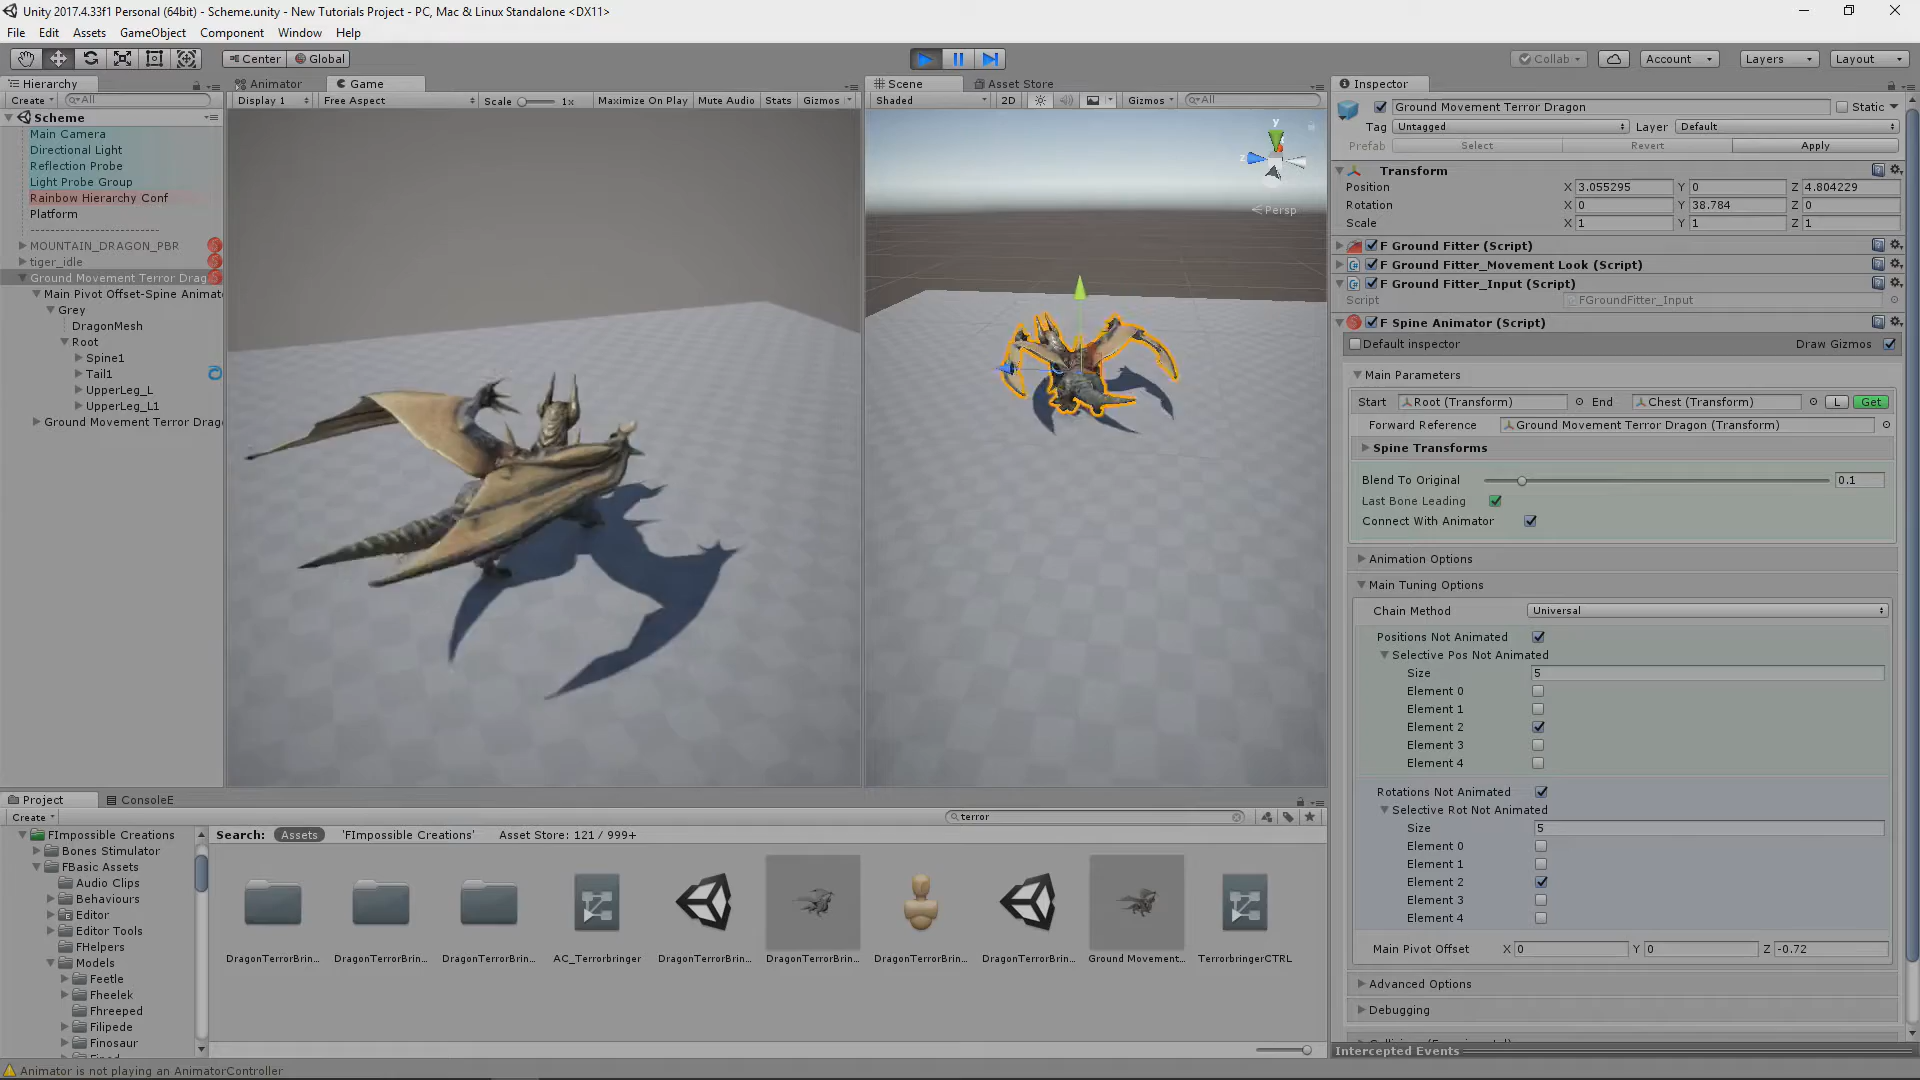 Unity 2017.4.33f1 Personal (64bit) - Scheme.unity - New Tutorials Project - PC, Mac & Linux Standalone <DX11>
File Edit Assets GameObject Component Window Help
Center Global Collab Account Layers Layout
Hierarchy
Create All
Scheme
Main Camera
Directional Light
Reflection Probe
Light Probe Group
Rainbow Hierarchy Conf
Platform
--------------------------
MOUNTAIN_DRAGON_PBR
tiger_idle
Ground Movement Terror Drag
Main Pivot Offset-Spine Animat
Grey
DragonMesh
Root
Spine1
Tail1
UpperLeg_L
UpperLeg_L1
Ground Movement Terror Drag
Animator Game
Display 1 Free Aspect Scale 1x Maximize On Play Mute Audio Stats Gizmos
Scene Asset Store
Shaded 2D Gizmos All
y
z
Persp
Inspector
Ground Movement Terror Dragon Static
Tag Untagged Layer Default
Prefab Select Revert Apply
Transform
Position X 3.055295 Y 0 Z 4.804229
Rotation X 0 Y 38.784 Z 0
Scale X 1 Y 1 Z 1
F Ground Fitter (Script)
F Ground Fitter_Movement Look (Script)
F Ground Fitter_Input (Script)
Script FGroundFitter_Input
F Spine Animator (Script)
Default inspector Draw Gizmos
Main Parameters
Start Root (Transform) End Chest (Transform) L Get
Forward Reference Ground Movement Terror Dragon (Transform)
Spine Transforms
Blend To Original 0.1
Last Bone Leading
Connect With Animator
Animation Options
Main Tuning Options
Chain Method Universal
Positions Not Animated
Selective Pos Not Animated
Size 5
Element 0
Element 1
Element 2
Element 3
Element 4
Rotations Not Animated
Selective Rot Not Animated
Size 5
Element 0
Element 1
Element 2
Element 3
Element 4
Main Pivot Offset X 0 Y 0 Z -0.72
Advanced Options
Debugging
Intercepted Events
Project ConsoleE
Create terror
FImpossible Creations
Bones Stimulator
FBasic Assets
Audio Clips
Behaviours
Editor
Editor Tools
FHelpers
Models
Feetle
Fheelek
Fhreeped
Filipede
Finosaur
Search: Assets 'FImpossible Creations' Asset Store: 121 / 999+
DragonTerrorBrin... DragonTerrorBrin... DragonTerrorBrin... AC_Terrorbringer DragonTerrorBrin... DragonTerrorBrin... DragonTerrorBrin... DragonTerrorBrin... Ground Movement... TerrorbringerCTRL
Animator is not playing an AnimatorController